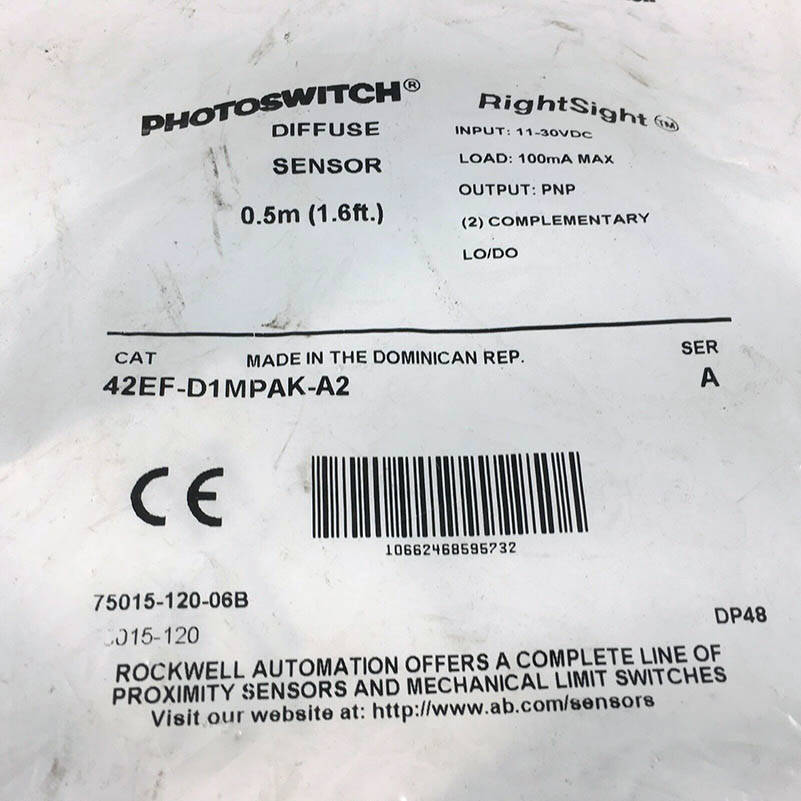 PHOTOSWITCH®
DIFFUSE
SENSOR
0.5m (1.6ft.)
RightSight ™
INPUT: 11-30VDC
LOAD: 100mA MAX
OUTPUT: PNP
(2) COMPLEMENTARY
LO/DO
CAT
MADE IN THE DOMINICAN REP.
SER
42EF-D1MPAK-A2
A
CE
10662468595732
75015-120-06B
DP48
015-120
ROCKWELL AUTOMATION OFFERS A COMPLETE LINE OF
PROXIMITY SENSORS AND MECHANICAL LIMIT SWITCHES
Visit our website at: http://www.ab.com/sensors